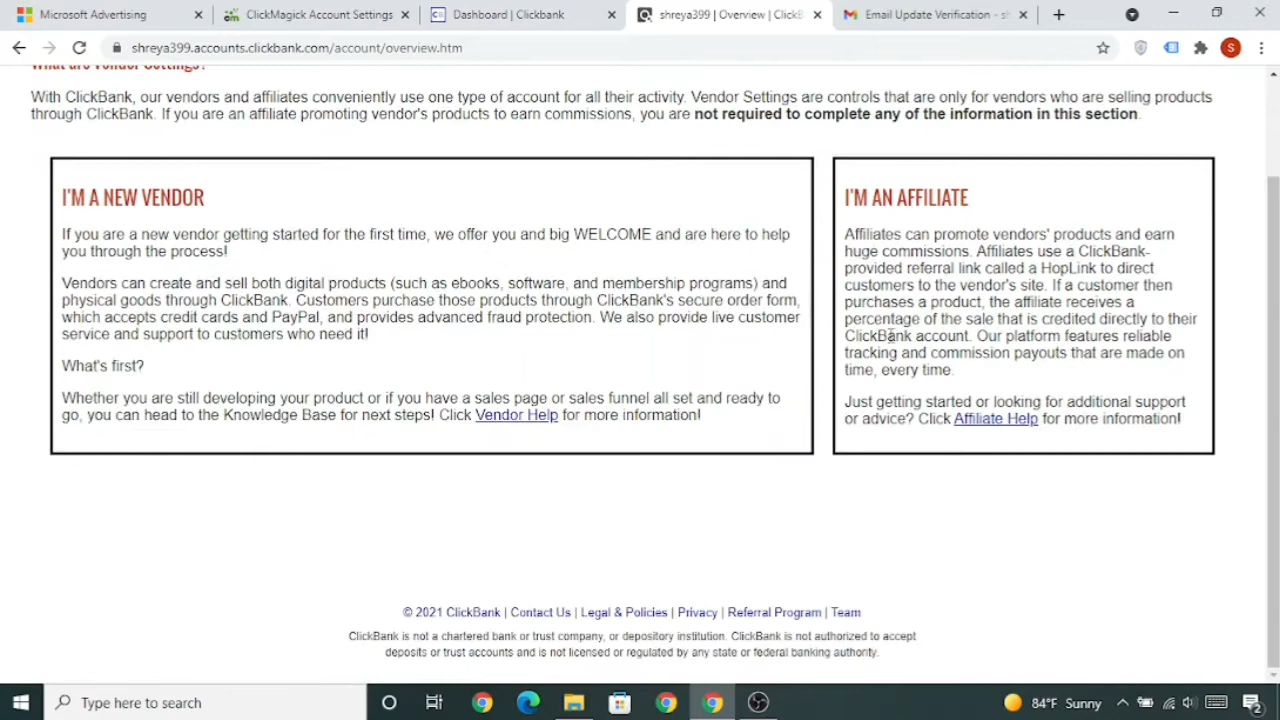 Microsoft Advertising
ClickMagick Account Settings
Dashboard | Clickbank
shreya399 | Overview | ClickB
Email Update Verification - s
shreya399.accounts.clickbank.com/account/overview.htm
S
What are Vendor Settings?
With ClickBank, our vendors and affiliates conveniently use one type of account for all their activity. Vendor Settings are controls that are only for vendors who are selling products
through ClickBank. If you are an affiliate promoting vendor's products to earn commissions, you are not required to complete any of the information in this section.
I'M A NEW VENDOR
If you are a new vendor getting started for the first time, we offer you and big WELCOME and are here to help
you through the process!
Vendors can create and sell both digital products (such as ebooks, software, and membership programs) and
physical goods through ClickBank. Customers purchase those products through ClickBank's secure order form,
which accepts credit cards and PayPal, and provides advanced fraud protection. We also provide live customer
service and support to customers who need it!
What's first?
Whether you are still developing your product or if you have a sales page or sales funnel all set and ready to
go, you can head to the Knowledge Base for next steps! Click Vendor Help for more information!
I'M AN AFFILIATE
Affiliates can promote vendors' products and earn
huge commissions. Affiliates use a ClickBank-
provided referral link called a HopLink to direct
customers to the vendor's site. If a customer then
purchases a product, the affiliate receives a
percentage of the sale that is credited directly to their
ClickBank account. Our platform features reliable
tracking and commission payouts that are made on
time, every time.
Just getting started or looking for additional support
or advice? Click Affiliate Help for more information!
© 2021 ClickBank | Contact Us | Legal & Policies | Privacy | Referral Program | Team
ClickBank is not a chartered bank or trust company, or depository institution. ClickBank is not authorized to accept
deposits or trust accounts and is not licensed or regulated by any state or federal banking authority.
Type here to search
84°F Sunny
2